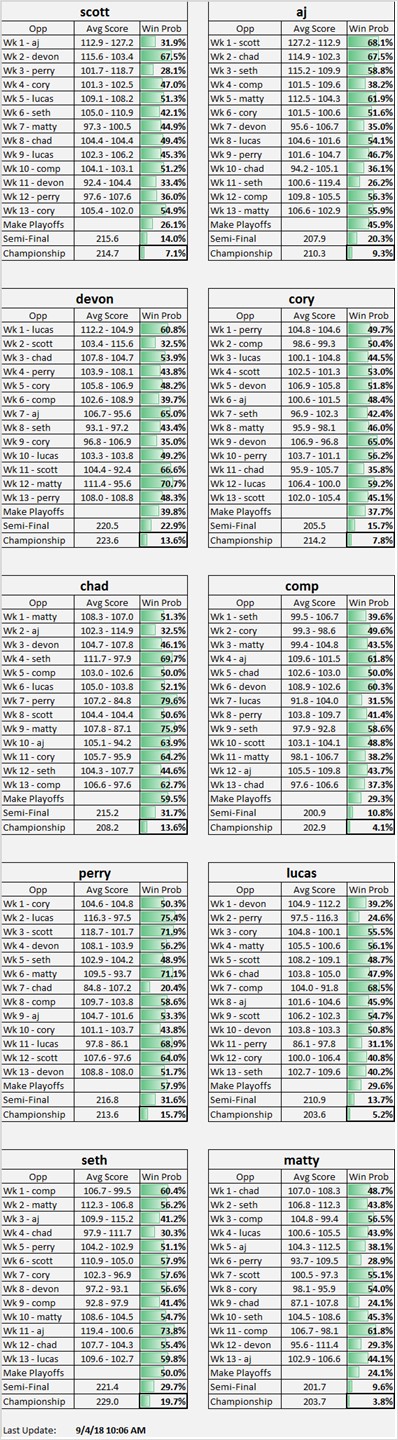 scott
Opp Avg Score Win Prob
Wk 1 - aj 112.9 - 127.2 31.9%
Wk 2 - devon 115.6 - 103.4 67.5%
Wk 3 - perry 101.7 - 118.7 28.1%
Wk 4 - cory 101.3 - 102.5 47.0%
Wk 5 - lucas 109.1 - 108.2 51.3%
Wk 6 - seth 105.0 - 110.9 42.1%
Wk 7 - matty 97.3 - 100.5 44.9%
Wk 8 - chad 104.4 - 104.4 49.4%
Wk 9 - lucas 102.3 - 106.2 45.3%
Wk 10 - comp 104.1 - 103.1 51.2%
Wk 11 - devon 92.4 - 104.4 33.4%
Wk 12 - perry 97.6 - 107.6 36.0%
Wk 13 - cory 105.4 - 102.0 54.9%
Make Playoffs 26.1%
Semi-Final 215.6 14.0%
Championship 214.7 7.1%
aj
Opp Avg Score Win Prob
Wk 1 - scott 127.2 - 112.9 68.1%
Wk 2 - chad 114.9 - 102.3 67.5%
Wk 3 - seth 115.2 - 109.9 58.8%
Wk 4 - comp 101.5 - 109.6 38.2%
Wk 5 - matty 112.5 - 104.3 61.9%
Wk 6 - cory 101.5 - 100.6 51.6%
Wk 7 - devon 95.6 - 106.7 35.0%
Wk 8 - lucas 104.6 - 101.6 54.1%
Wk 9 - perry 101.6 - 104.7 46.7%
Wk 10 - chad 94.2 - 105.1 36.1%
Wk 11 - seth 100.6 - 119.4 26.2%
Wk 12 - comp 109.8 - 105.5 56.3%
Wk 13 - matty 106.6 - 102.9 55.9%
Make Playoffs 45.9%
Semi-Final 207.9 20.3%
Championship 210.3 9.3%
devon
Opp Avg Score Win Prob
Wk 1 - lucas 112.2 - 104.9 60.8%
Wk 2 - scott 103.4 - 115.6 32.5%
Wk 3 - chad 107.8 - 104.7 53.9%
Wk 4 - perry 103.9 - 108.1 43.8%
Wk 5 - cory 105.8 - 106.9 48.2%
Wk 6 - comp 102.6 - 108.9 39.7%
Wk 7 - aj 106.7 - 95.6 65.0%
Wk 8 - seth 93.1 - 97.2 43.4%
Wk 9 - cory 96.8 - 106.9 35.0%
Wk 10 - lucas 103.3 - 103.8 49.2%
Wk 11 - scott 104.4 - 92.4 66.6%
Wk 12 - matty 111.4 - 95.6 70.7%
Wk 13 - perry 108.0 - 108.8 48.3%
Make Playoffs 39.8%
Semi-Final 220.5 22.9%
Championship 223.6 13.6%
cory
Opp Avg Score Win Prob
Wk 1 - perry 104.8 - 104.6 49.7%
Wk 2 - comp 98.6 - 99.3 50.4%
Wk 3 - lucas 100.1 - 104.8 44.5%
Wk 4 - scott 102.5 - 101.3 53.0%
Wk 5 - devon 106.9 - 105.8 51.8%
Wk 6 - aj 100.6 - 101.5 48.4%
Wk 7 - seth 96.9 - 102.3 42.4%
Wk 8 - matty 95.9 - 98.1 46.0%
Wk 9 - devon 106.9 - 96.8 65.0%
Wk 10 - perry 103.7 - 101.1 56.2%
Wk 11 - chad 95.9 - 105.7 35.8%
Wk 12 - lucas 106.4 - 100.0 59.2%
Wk 13 - scott 102.0 - 105.4 45.1%
Make Playoffs 37.7%
Semi-Final 205.5 15.7%
Championship 214.2 7.8%
chad
Opp Avg Score Win Prob
Wk 1 - matty 108.3 - 107.0 51.3%
Wk 2 - aj 102.3 - 114.9 32.5%
Wk 3 - devon 104.7 - 107.8 46.1%
Wk 4 - seth 111.7 - 97.9 69.7%
Wk 5 - comp 103.0 - 102.6 50.0%
Wk 6 - lucas 105.0 - 103.8 52.1%
Wk 7 - perry 107.2 - 84.8 79.6%
Wk 8 - scott 104.4 - 104.4 50.6%
Wk 9 - matty 107.8 - 87.1 75.9%
Wk 10 - aj 105.1 - 94.2 63.9%
Wk 11 - cory 105.7 - 95.9 64.2%
Wk 12 - seth 104.3 - 107.7 44.6%
Wk 13 - comp 106.6 - 97.6 62.7%
Make Playoffs 59.5%
Semi-Final 215.2 31.7%
Championship 208.2 13.6%
comp
Opp Avg Score Win Prob
Wk 1 - seth 99.5 - 106.7 39.6%
Wk 2 - cory 99.3 - 98.6 49.6%
Wk 3 - matty 99.4 - 104.8 43.5%
Wk 4 - aj 109.6 - 101.5 61.8%
Wk 5 - chad 102.6 - 103.0 50.0%
Wk 6 - devon 108.9 - 102.6 60.3%
Wk 7 - lucas 91.8 - 104.0 31.5%
Wk 8 - perry 103.8 - 109.7 41.4%
Wk 9 - seth 97.9 - 92.8 58.6%
Wk 10 - scott 103.1 - 104.1 48.8%
Wk 11 - matty 98.1 - 106.7 38.2%
Wk 12 - aj 105.5 - 109.8 43.7%
Wk 13 - chad 97.6 - 106.6 37.3%
Make Playoffs 29.3%
Semi-Final 200.9 10.8%
Championship 202.9 4.1%
perry
Opp Avg Score Win Prob
Wk 1 - cory 104.6 - 104.8 50.3%
Wk 2 - lucas 116.3 - 97.5 75.4%
Wk 3 - scott 118.7 - 101.7 71.9%
Wk 4 - devon 108.1 - 103.9 56.2%
Wk 5 - seth 102.9 - 104.2 48.9%
Wk 6 - matty 109.5 - 93.7 71.1%
Wk 7 - chad 84.8 - 107.2 20.4%
Wk 8 - comp 109.7 - 103.8 58.6%
Wk 9 - aj 104.7 - 101.6 53.3%
Wk 10 - cory 101.1 - 103.7 43.8%
Wk 11 - lucas 97.8 - 86.1 68.9%
Wk 12 - scott 107.6 - 97.6 64.0%
Wk 13 - devon 108.8 - 108.0 51.7%
Make Playoffs 57.9%
Semi-Final 216.8 31.6%
Championship 213.6 15.7%
lucas
Opp Avg Score Win Prob
Wk 1 - devon 104.9 - 112.2 39.2%
Wk 2 - perry 97.5 - 116.3 24.6%
Wk 3 - cory 104.8 - 100.1 55.5%
Wk 4 - matty 105.5 - 100.6 56.1%
Wk 5 - scott 108.2 - 109.1 48.7%
Wk 6 - chad 103.8 - 105.0 47.9%
Wk 7 - comp 104.0 - 91.8 68.5%
Wk 8 - aj 101.6 - 104.6 45.9%
Wk 9 - scott 106.2 - 102.3 54.7%
Wk 10 - devon 103.8 - 103.3 50.8%
Wk 11 - perry 86.1 - 97.8 31.1%
Wk 12 - cory 100.0 - 106.4 40.8%
Wk 13 - seth 102.7 - 109.6 40.2%
Make Playoffs 29.6%
Semi-Final 210.9 13.7%
Championship 203.6 5.2%
seth
Opp Avg Score Win Prob
Wk 1 - comp 106.7 - 99.5 60.4%
Wk 2 - matty 112.3 - 106.8 56.2%
Wk 3 - aj 109.9 - 115.2 41.2%
Wk 4 - chad 97.9 - 111.7 30.3%
Wk 5 - perry 104.2 - 102.9 51.1%
Wk 6 - scott 110.9 - 105.0 57.9%
Wk 7 - cory 102.3 - 96.9 57.6%
Wk 8 - devon 97.2 - 93.1 56.6%
Wk 9 - comp 92.8 - 97.9 41.4%
Wk 10 - matty 108.6 - 104.5 54.7%
Wk 11 - aj 119.4 - 100.6 73.8%
Wk 12 - chad 107.7 - 104.3 55.4%
Wk 13 - lucas 109.6 - 102.7 59.8%
Make Playoffs 50.0%
Semi-Final 221.4 29.7%
Championship 229.0 19.7%
matty
Opp Avg Score Win Prob
Wk 1 - chad 107.0 - 108.3 48.7%
Wk 2 - seth 106.8 - 112.3 43.8%
Wk 3 - comp 104.8 - 99.4 56.5%
Wk 4 - lucas 100.6 - 105.5 43.9%
Wk 5 - aj 104.3 - 112.5 38.1%
Wk 6 - perry 93.7 - 109.5 28.9%
Wk 7 - scott 100.5 - 97.3 55.1%
Wk 8 - cory 98.1 - 95.9 54.0%
Wk 9 - chad 87.1 - 107.8 24.1%
Wk 10 - seth 104.5 - 108.6 45.3%
Wk 11 - comp 106.7 - 98.1 61.8%
Wk 12 - devon 95.6 - 111.4 29.3%
Wk 13 - aj 102.9 - 106.6 44.1%
Make Playoffs 24.1%
Semi-Final 201.7 9.6%
Championship 203.7 3.8%
Last Update: 9/4/18 10:06 AM